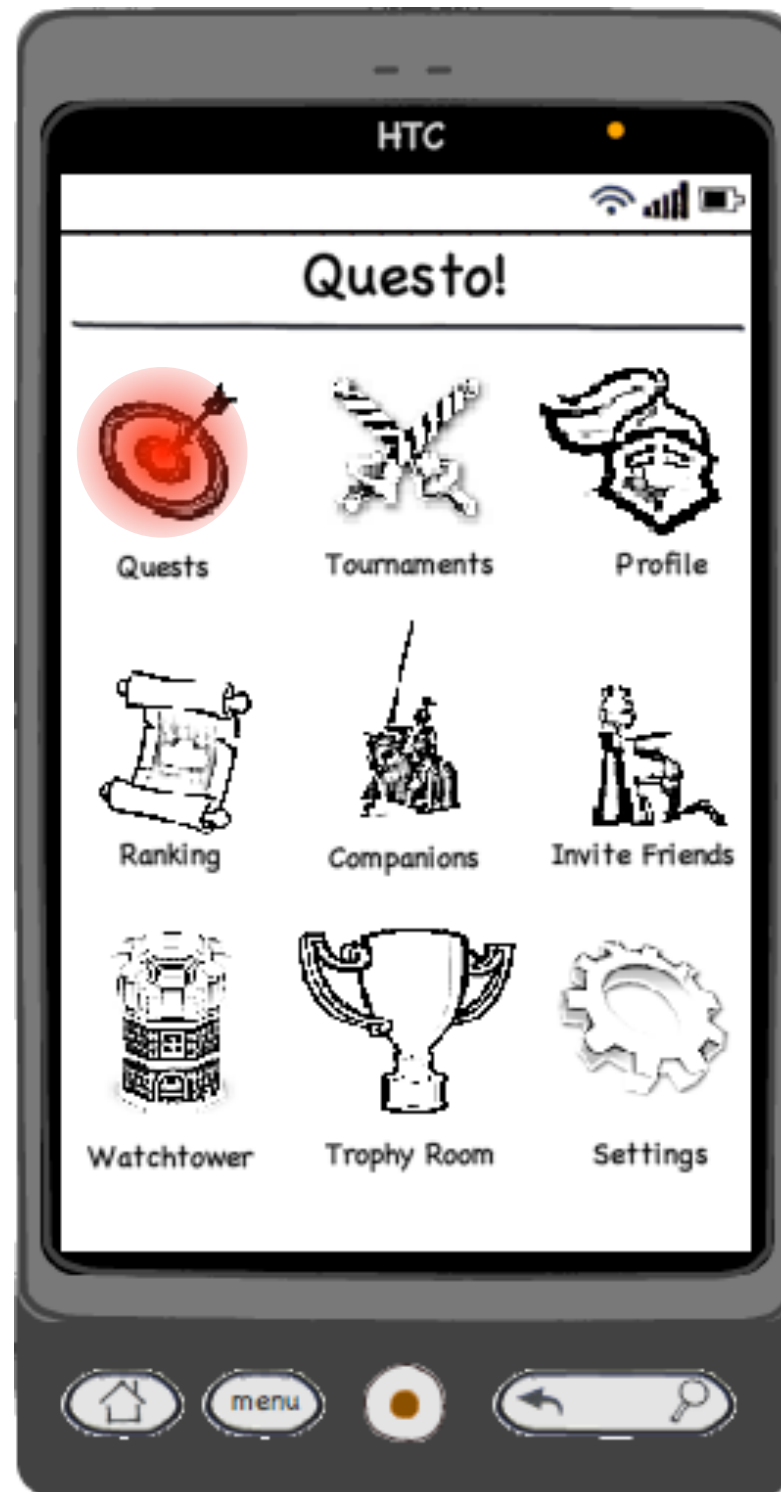 HTC
Questo!
Quests Tournaments Profile
Ranking Companions Invite Friends
Watchtower Trophy Room Settings
menu